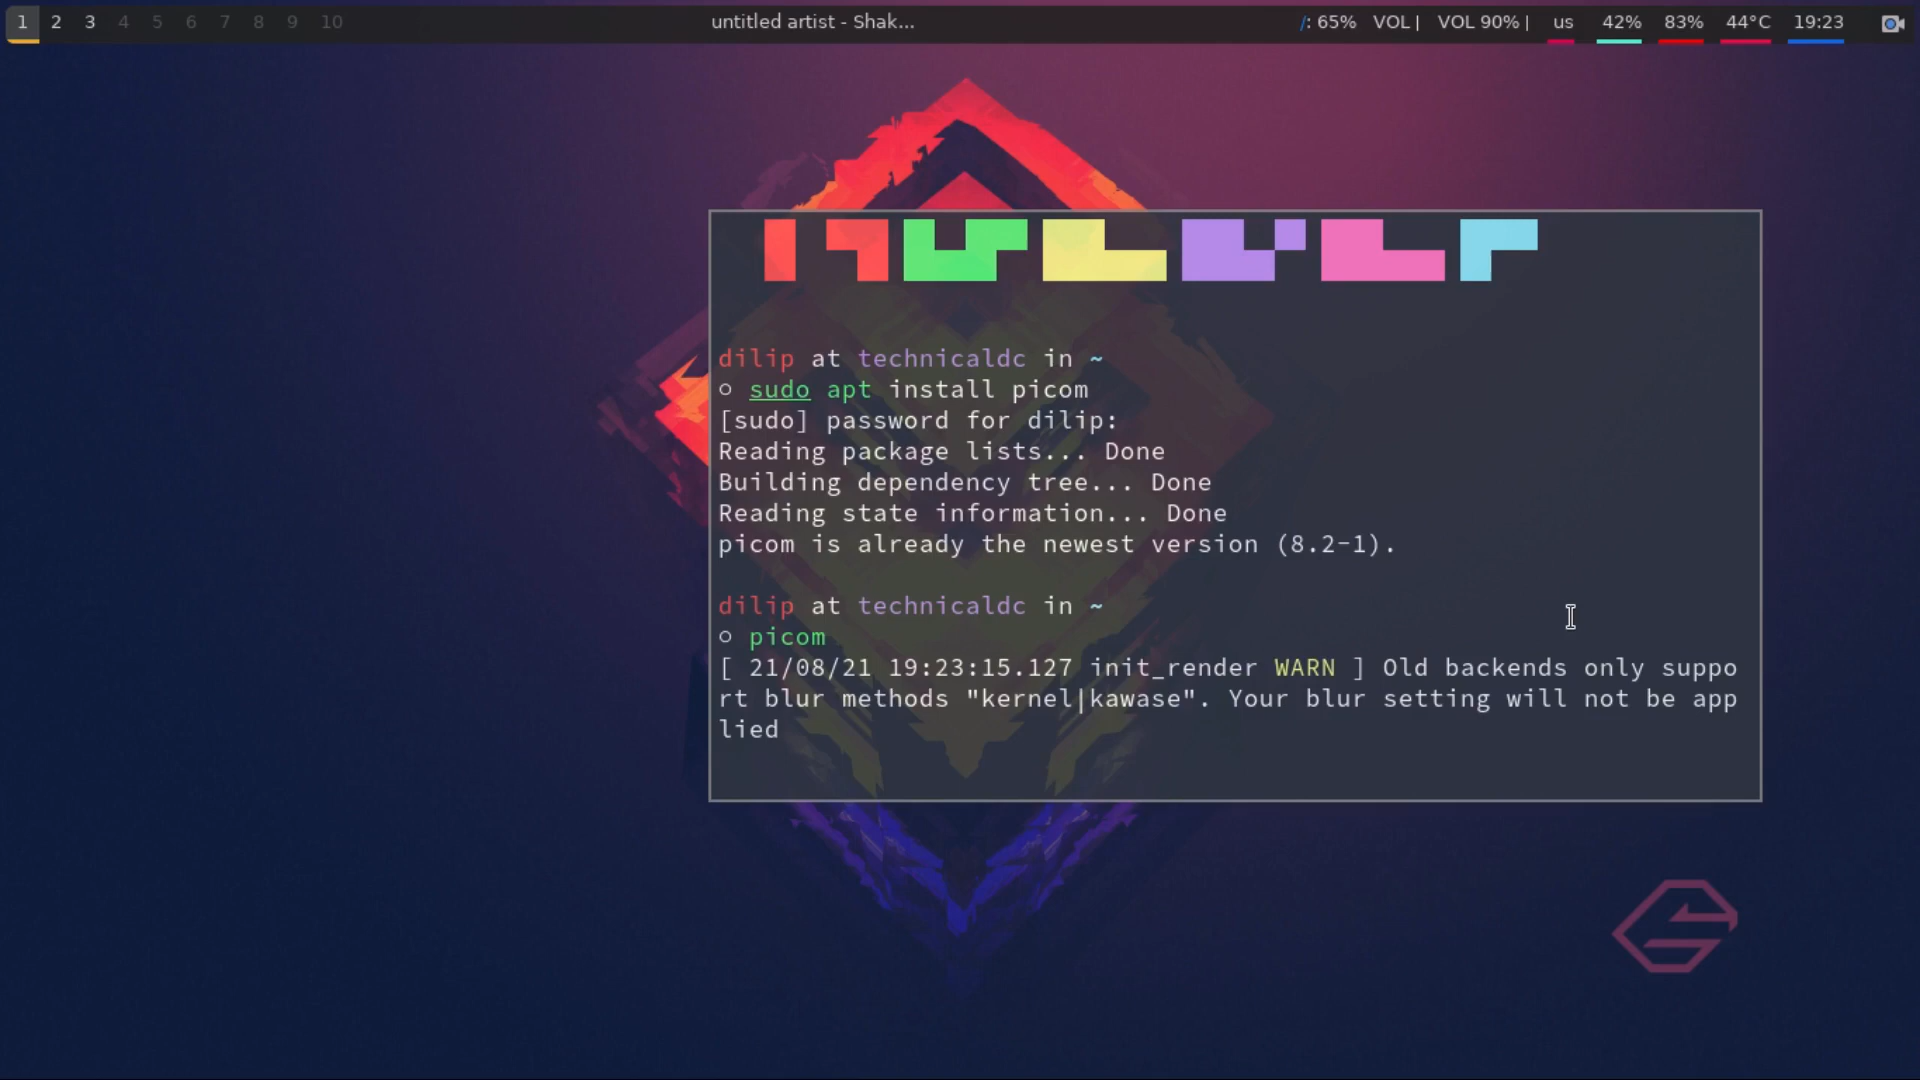 1 2 3 4 5 6 7 8 9 10 untitled artist - Shak... /: 65% VOL | VOL 90% | us 42% 83% 44°C 19:23
dilip at technicaldc in ~
○ sudo apt install picom
[sudo] password for dilip:
Reading package lists... Done
Building dependency tree... Done
Reading state information... Done
picom is already the newest version (8.2-1).
dilip at technicaldc in ~
○ picom
[ 21/08/21 19:23:15.127 init_render WARN ] Old backends only suppo
rt blur methods "kernel|kawase". Your blur setting will not be app
lied